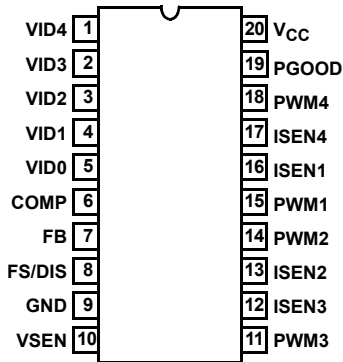 VID4 1 20 VCC
VID3 2 19 PGOOD
VID2 3 18 PWM4
VID1 4 17 ISEN4
VID0 5 16 ISEN1
COMP 6 15 PWM1
FB 7 14 PWM2
FS/DIS 8 13 ISEN2
GND 9 12 ISEN3
VSEN 10 11 PWM3